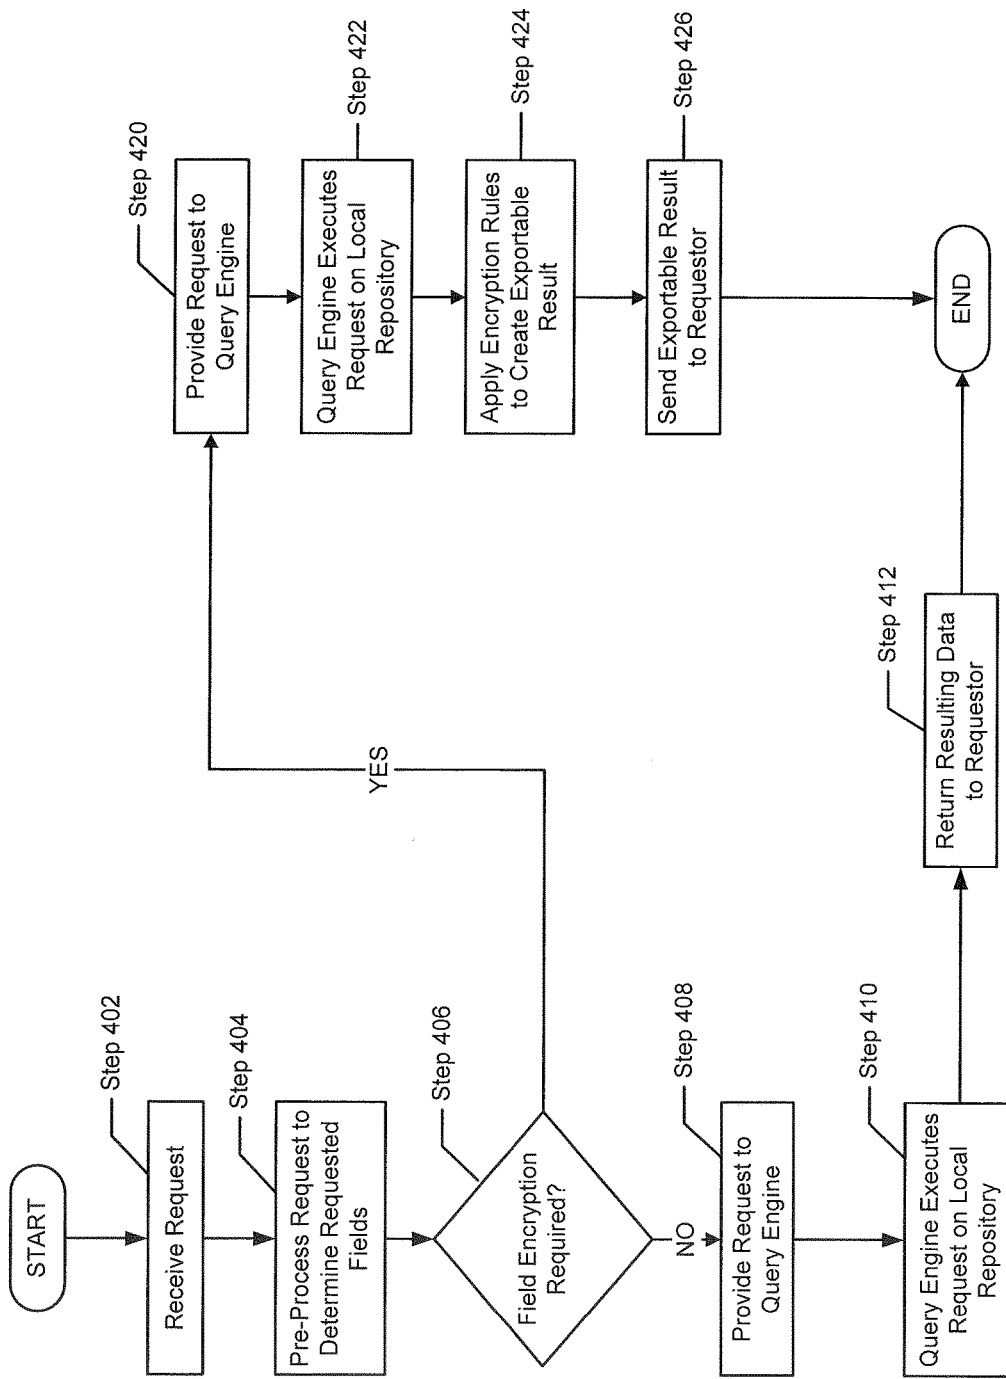 START
Step 402
Receive Request
Step 404
Pre-Process Request to
Determine Requested
Fields
Step 406
Field Encryption
Required?
YES
NO
Step 408
Provide Request to
Query Engine
Step 410
Query Engine Executes
Request on Local
Repository
Step 412
Return Resulting Data
to Requestor
Step 420
Provide Request to
Query Engine
Step 422
Query Engine Executes
Request on Local
Repository
Step 424
Apply Encryption Rules
to Create Exportable
Result
Step 426
Send Exportable Result
to Requestor
END